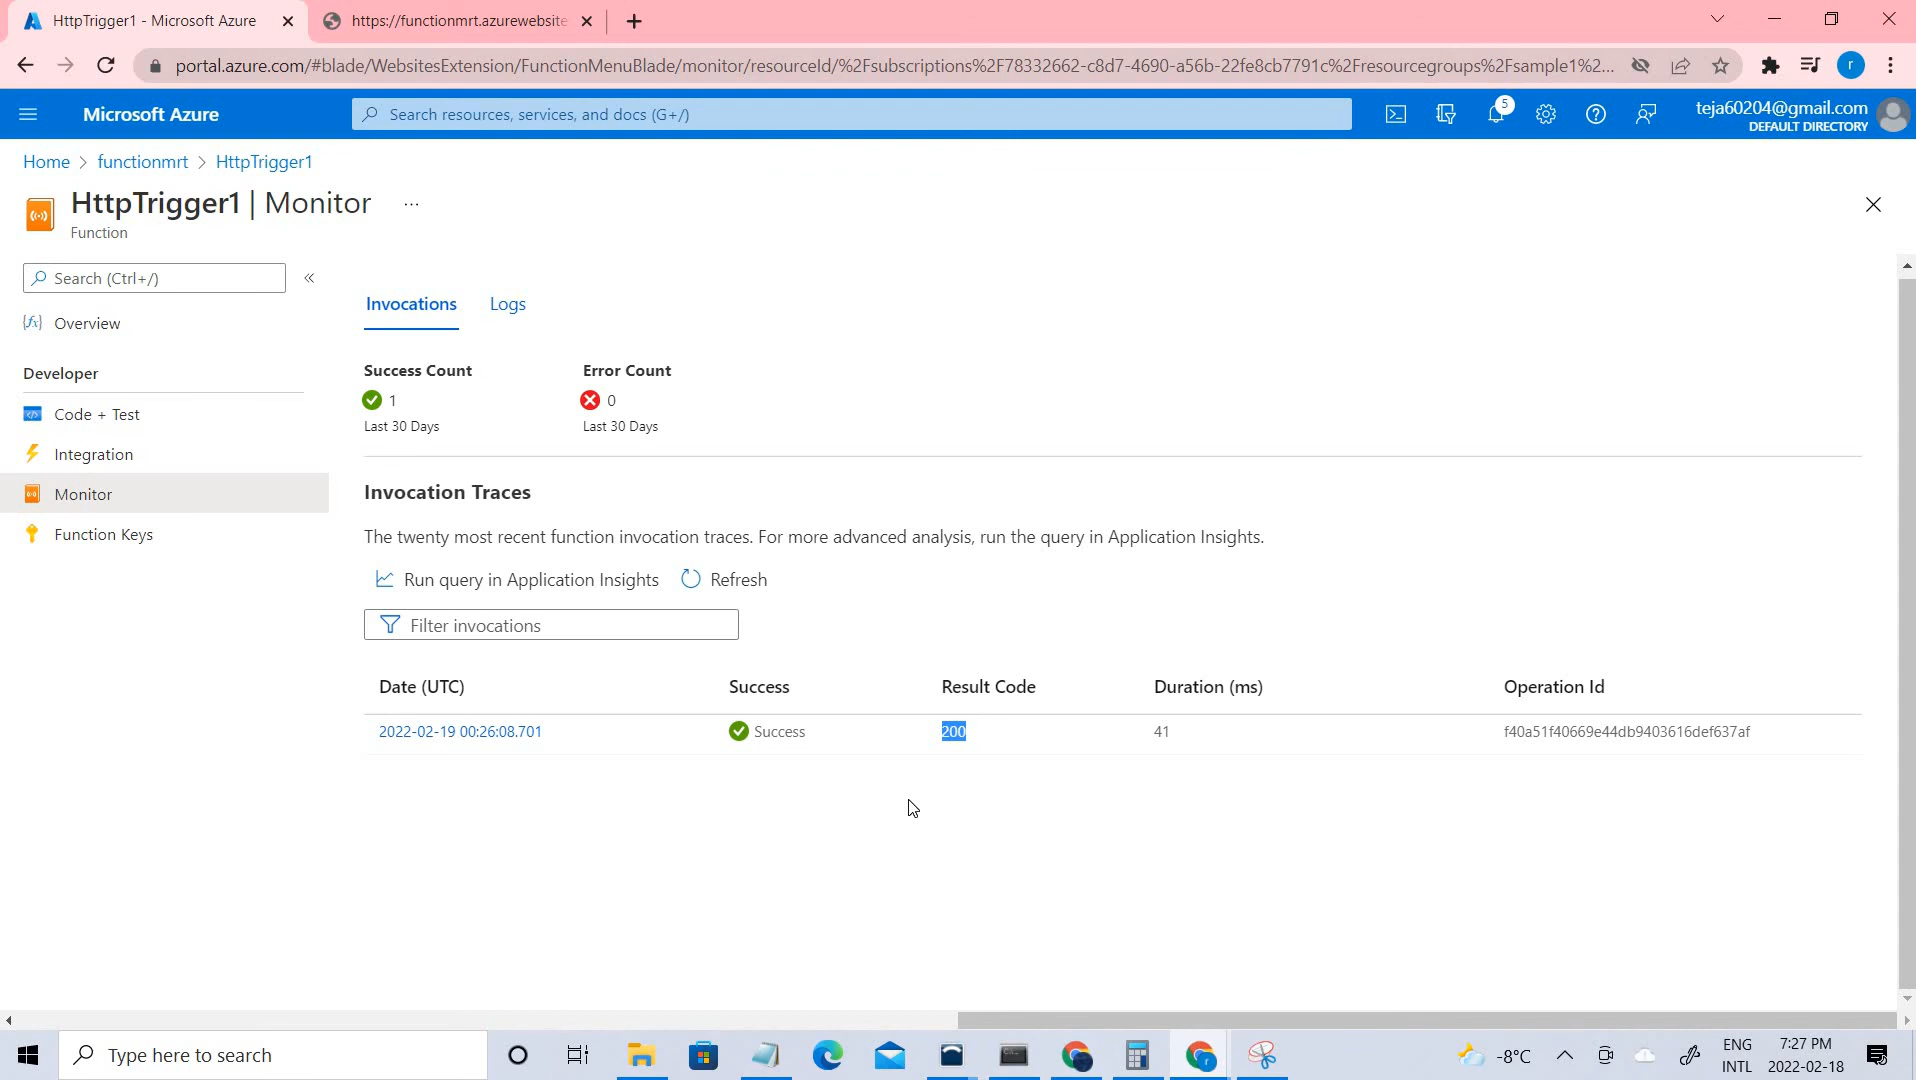 HttpTrigger1 - Microsoft Azure
https://functionmrt.azurewebsite
portal.azure.com/#blade/WebsitesExtension/FunctionMenuBlade/monitor/resourceId/%2Fsubscriptions%2F78332662-c8d7-4690-a56b-22fe8cb7791c%2Fresourcegroups%2Fsample1%2...
r
Microsoft Azure
Search resources, services, and docs (G+/)
5
teja60204@gmail.com
DEFAULT DIRECTORY
Home > functionmrt > HttpTrigger1
HttpTrigger1 | Monitor ...
Function
Search (Ctrl+/)
«
Overview
Developer
Code + Test
Integration
Monitor
Function Keys
Invocations Logs
Success Count Error Count
1 0
Last 30 Days Last 30 Days
Invocation Traces
The twenty most recent function invocation traces. For more advanced analysis, run the query in Application Insights.
Run query in Application Insights Refresh
Filter invocations
Date (UTC) Success Result Code Duration (ms) Operation Id
2022-02-19 00:26:08.701 Success 200 41 f40a51f40669e44db9403616def637af
Type here to search
-8°C
ENG
INTL
7:27 PM
2022-02-18